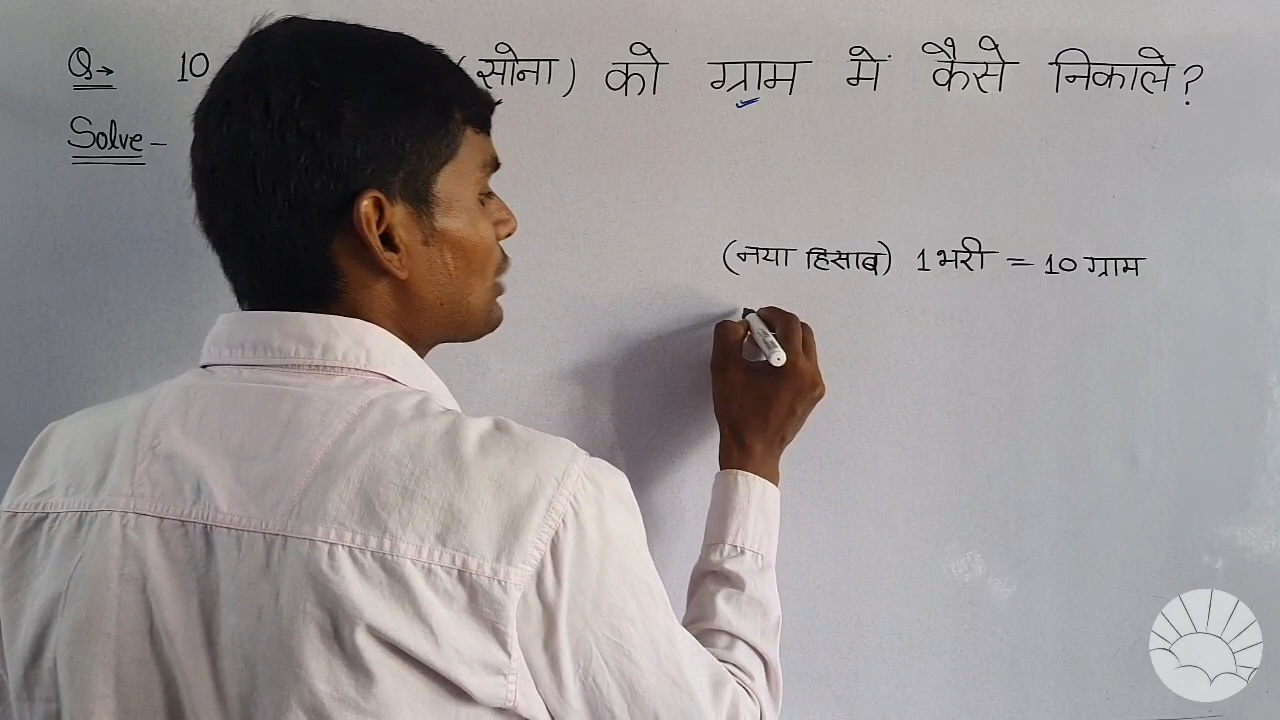 Q→ 10 (सोना) को ग्राम में कैसे निकाले?
Solve-
(नया हिसाब) 1 भरी = 10 ग्राम